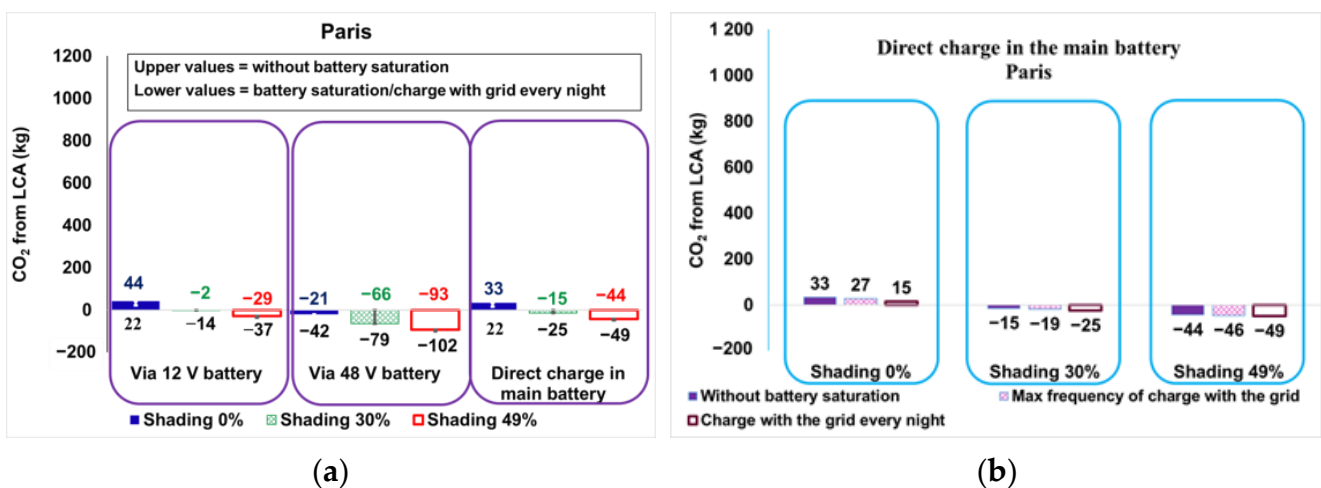 Paris
1200
1000
800
600
400
200
0
−200
CO2 from LCA (kg)
Upper values = without battery saturation
Lower values = battery saturation/charge with grid every night
44
−2
−29
−21
−66
−93
33
−15
−44
22
−14
−37
−42
−79
−102
22
−25
−49
Via 12 V battery
Via 48 V battery
Direct charge in
main battery
Shading 0%
Shading 30%
Shading 49%
(a)
Direct charge in the main battery
Paris
1 200
1 000
800
600
400
200
0
−200
CO2 from LCA (kg)
33
27
15
−15
−19
−25
−44
−46
−49
Shading 0%
Shading 30%
Shading 49%
Without battery saturation
Max frequency of charge with the grid
Charge with the grid every night
(b)